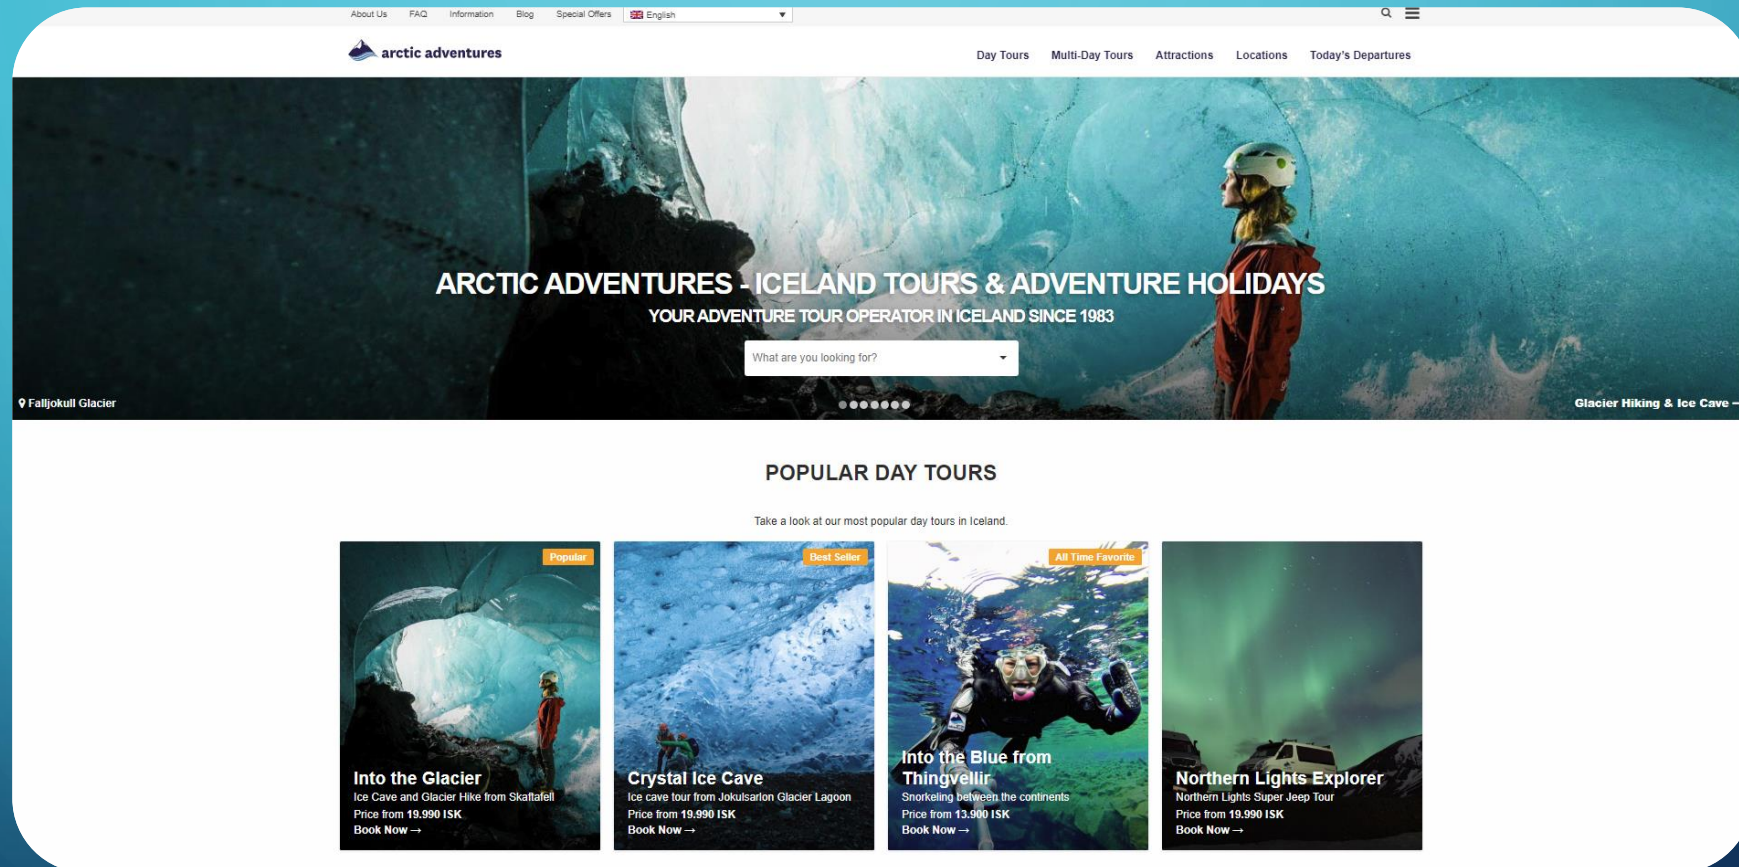 About Us FAQ Information Blog Special Offers English
arctic adventures
Day Tours Multi-Day Tours Attractions Locations Today's Departures
ARCTIC ADVENTURES - ICELAND TOURS & ADVENTURE HOLIDAYS
YOUR ADVENTURE TOUR OPERATOR IN ICELAND SINCE 1983
What are you looking for?
Falljokull Glacier
Glacier Hiking & Ice Cave
POPULAR DAY TOURS
Take a look at our most popular day tours in Iceland.
Popular
Into the Glacier
Ice Cave and Glacier Hike from Skaftafell
Price from 19.990 ISK
Book Now →
Best Seller
Crystal Ice Cave
Ice cave tour from Jokulsarlon Glacier Lagoon
Price from 19.990 ISK
Book Now →
All Time Favorite
Into the Blue from
Thingvellir
Snorkeling between the continents
Price from 13.900 ISK
Book Now →
Northern Lights Explorer
Northern Lights Super Jeep Tour
Price from 19.990 ISK
Book Now →